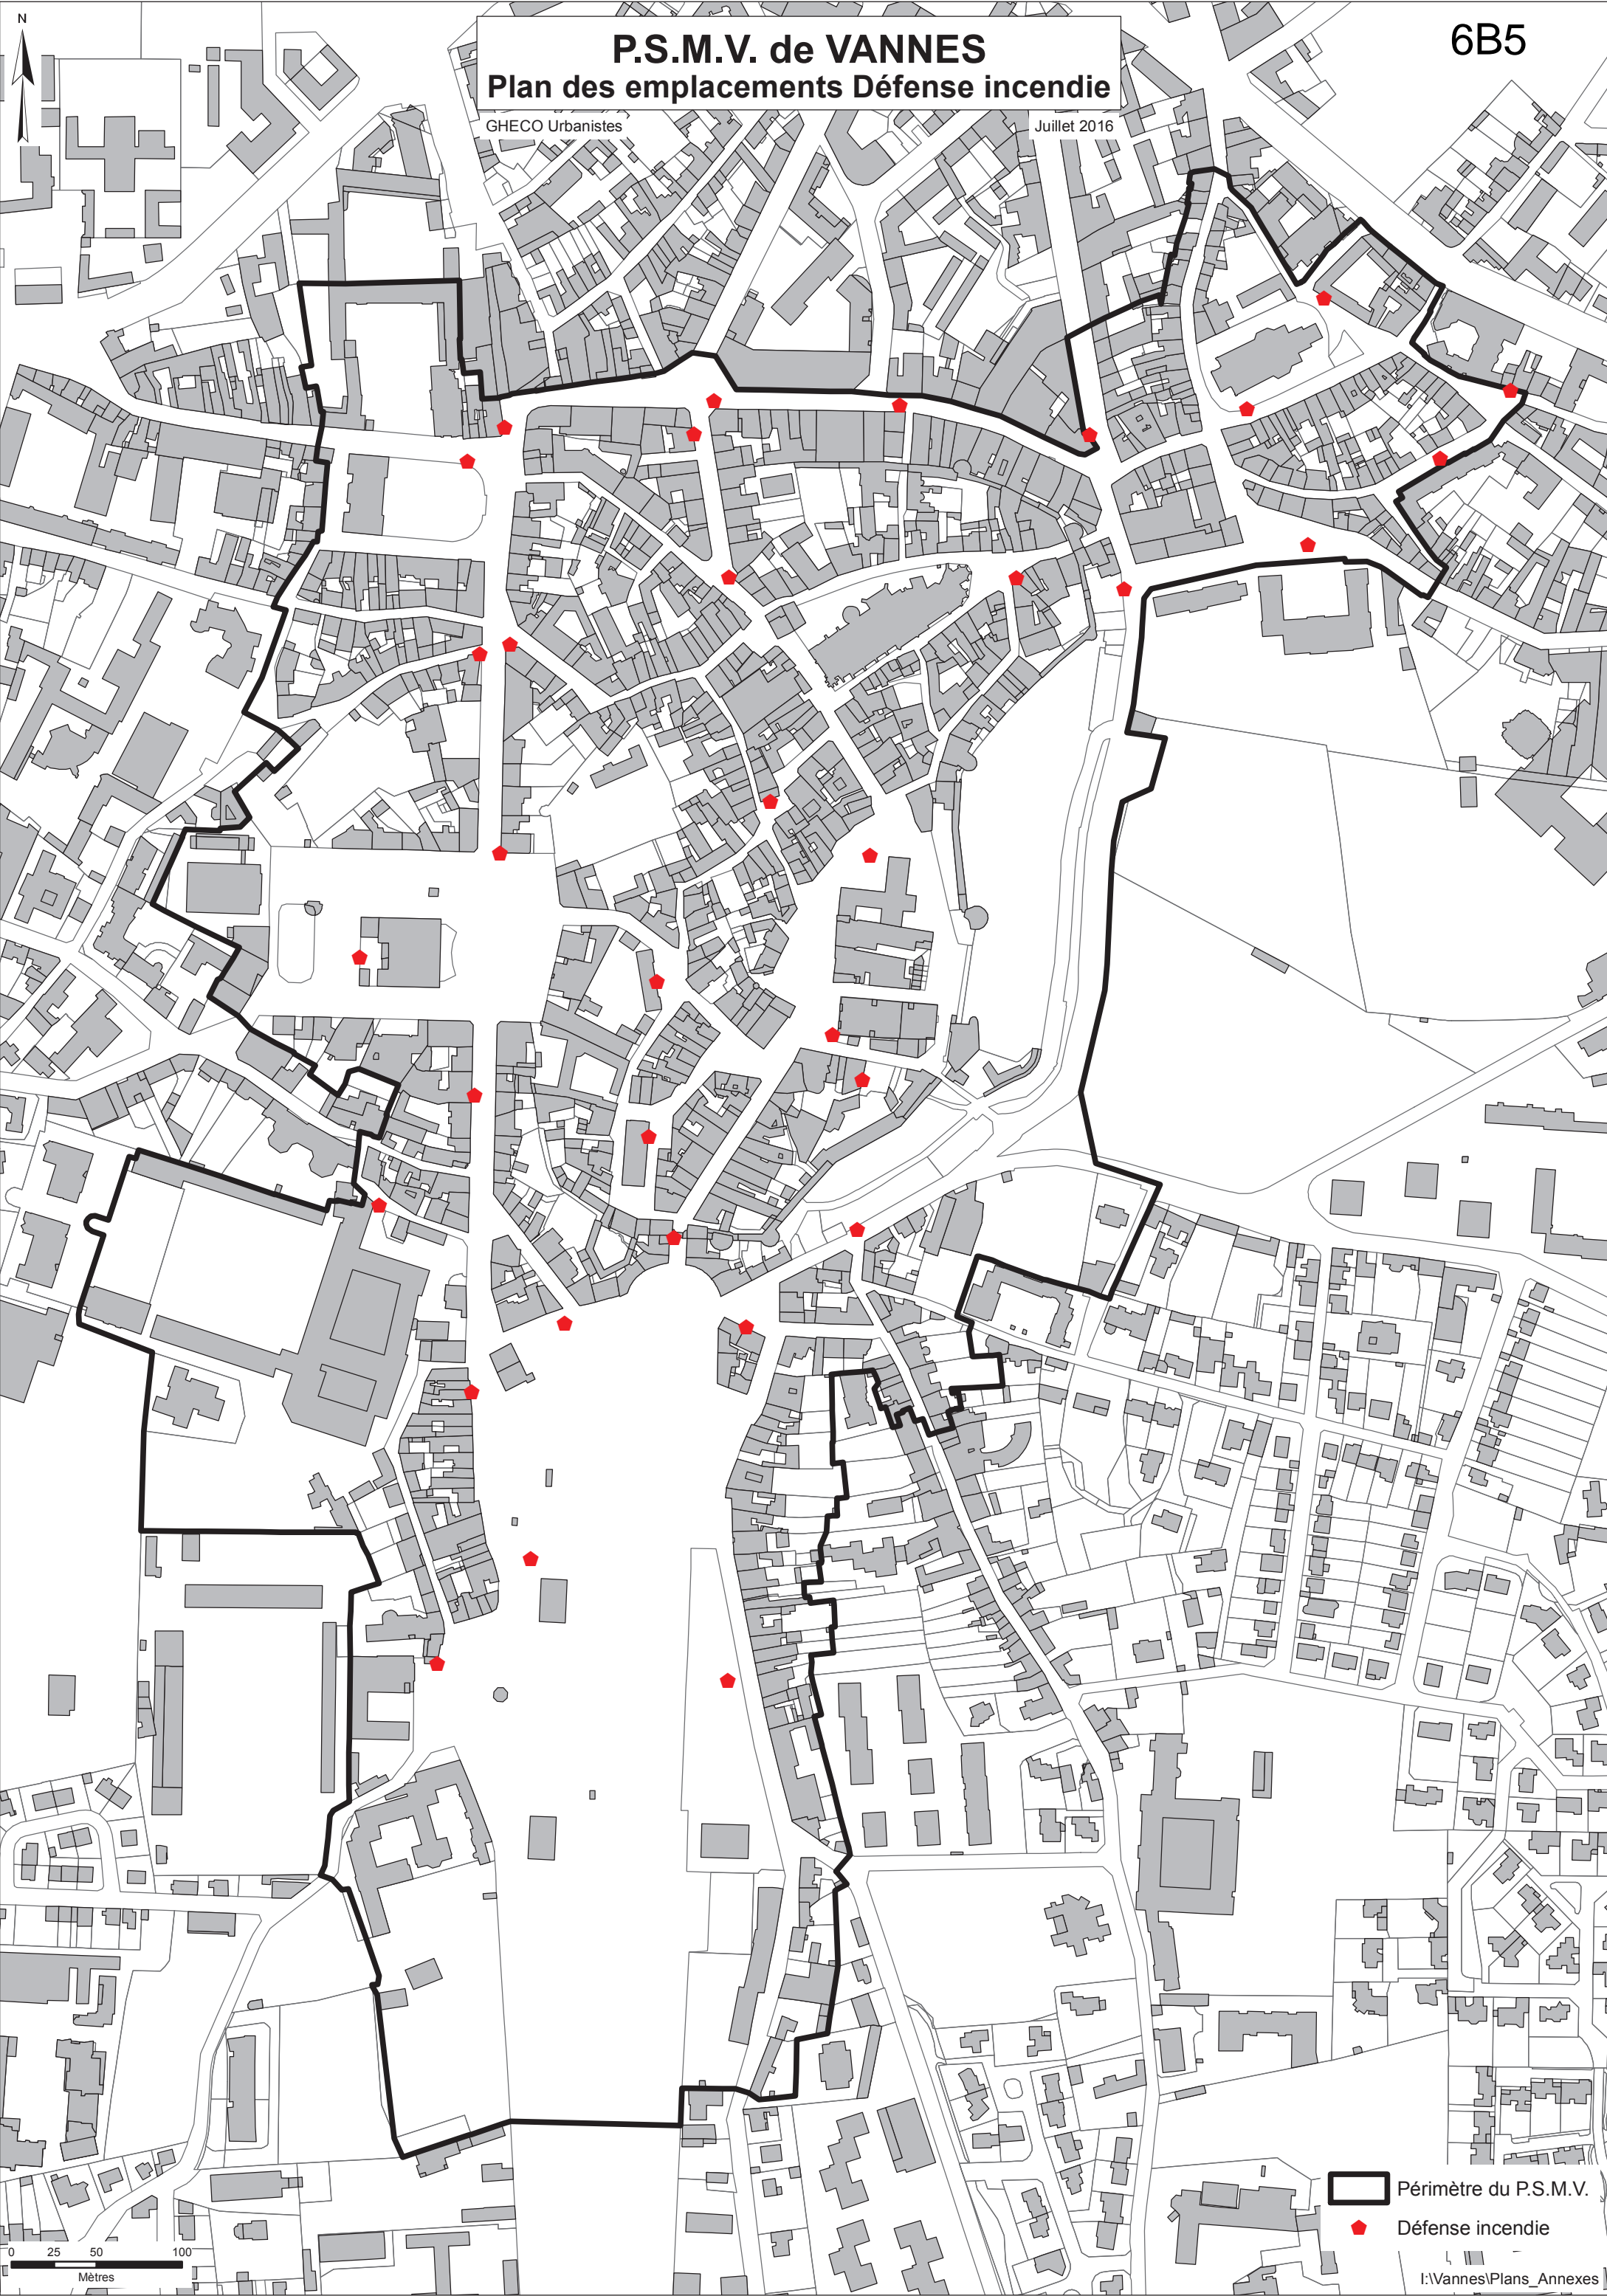 N
P.S.M.V. de VANNES
Plan des emplacements Défense incendie
GHECO Urbanistes
Juillet 2016
6B5
Périmètre du P.S.M.V.
Défense incendie
0 25 50 100
Mètres
I:\Vannes\Plans_Annexes